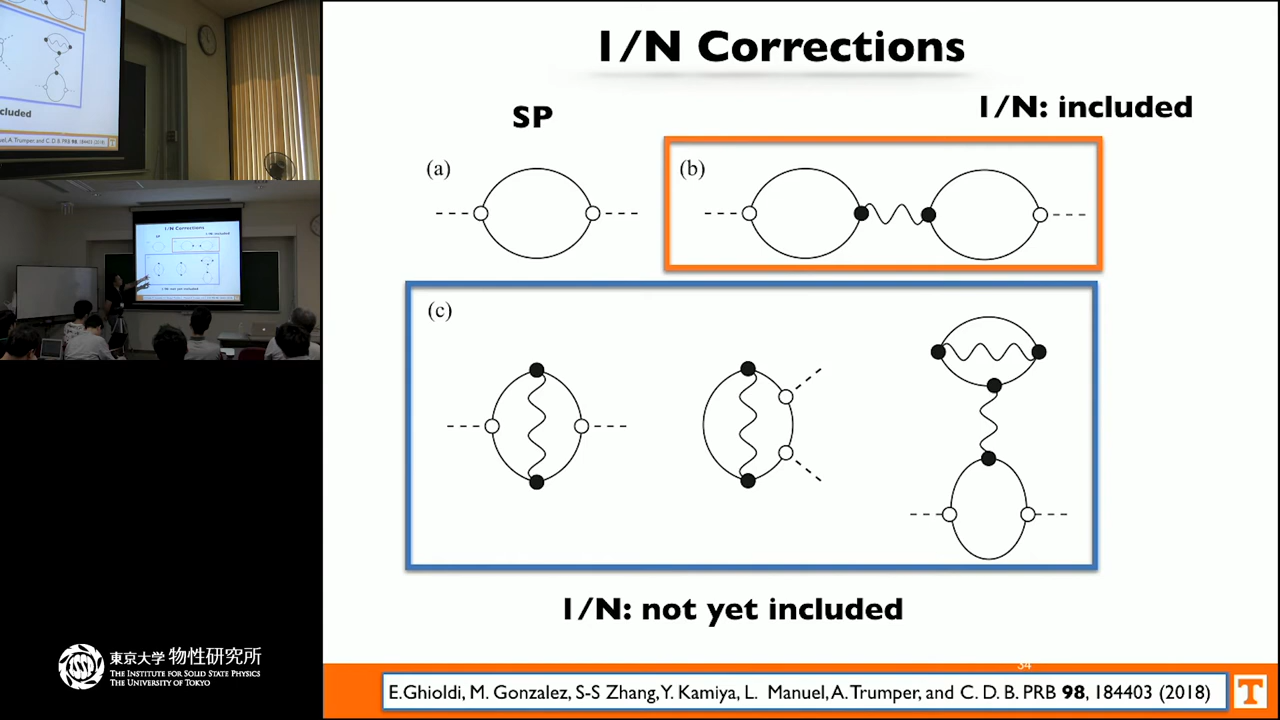 1/N Corrections
SP
1/N: included
(a)
(b)
(c)
1/N: not yet included
34
E.Ghioldi, M. Gonzalez, S-S Zhang,Y. Kamiya, L. Manuel, A. Trumper, and C. D. B. PRB 98, 184403 (2018)
T
東京大学 物性研究所
THE INSTITUTE FOR SOLID STATE PHYSICS
THE UNIVERSITY OF TOKYO